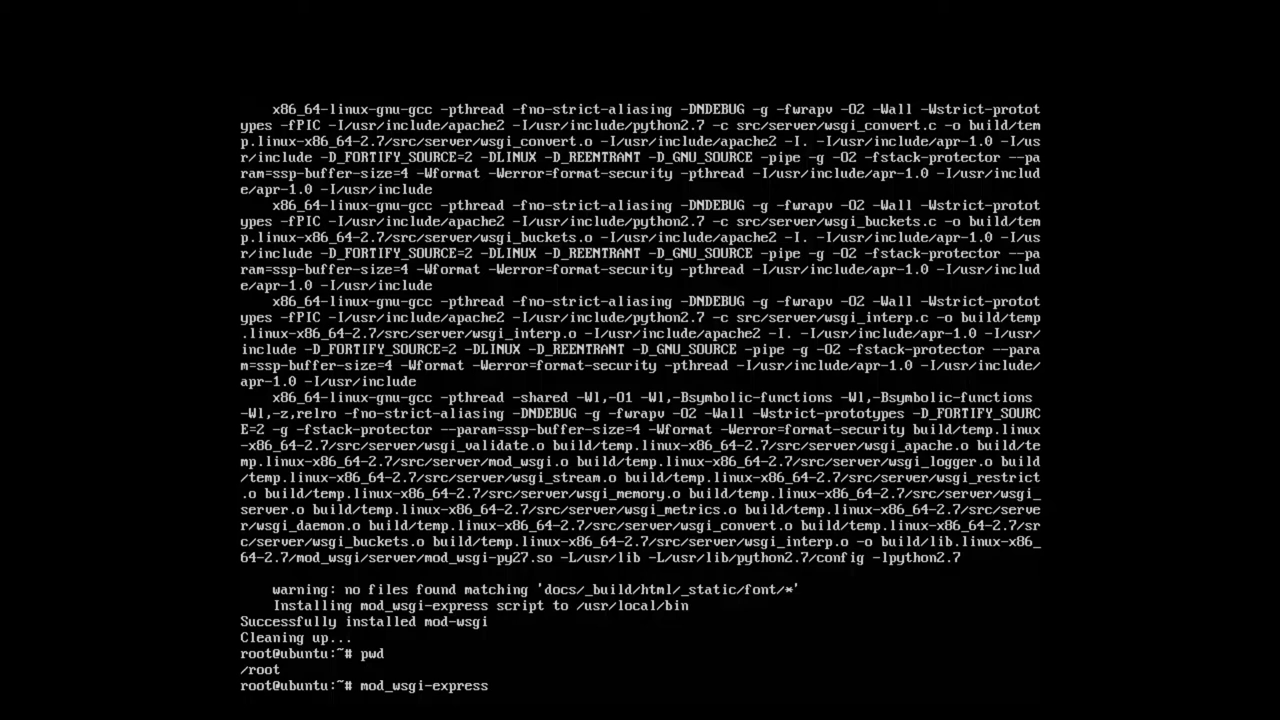 x86_64-linux-gnu-gcc -pthread -fno-strict-aliasing -DNDEBUG -g -fwrapv -O2 -Wall -Wstrict-protot
ypes -fPIC -I/usr/include/apache2 -I/usr/include/python2.7 -c src/server/wsgi_convert.c -o build/tem
p.linux-x86_64-2.7/src/server/wsgi_convert.o -I/usr/include/apache2 -I. -I/usr/include/apr-1.0 -I/us
r/include -D_FORTIFY_SOURCE=2 -DLINUX -D_REENTRANT -D_GNU_SOURCE -pipe -g -O2 -fstack-protector --pa
ram=ssp-buffer-size=4 -Wformat -Werror=format-security -pthread -I/usr/include/apr-1.0 -I/usr/includ
e/apr-1.0 -I/usr/include
x86_64-linux-gnu-gcc -pthread -fno-strict-aliasing -DNDEBUG -g -fwrapv -O2 -Wall -Wstrict-protot
ypes -fPIC -I/usr/include/apache2 -I/usr/include/python2.7 -c src/server/wsgi_buckets.c -o build/tem
p.linux-x86_64-2.7/src/server/wsgi_buckets.o -I/usr/include/apache2 -I. -I/usr/include/apr-1.0 -I/us
r/include -D_FORTIFY_SOURCE=2 -DLINUX -D_REENTRANT -D_GNU_SOURCE -pipe -g -O2 -fstack-protector --pa
ram=ssp-buffer-size=4 -Wformat -Werror=format-security -pthread -I/usr/include/apr-1.0 -I/usr/includ
e/apr-1.0 -I/usr/include
x86_64-linux-gnu-gcc -pthread -fno-strict-aliasing -DNDEBUG -g -fwrapv -O2 -Wall -Wstrict-protot
ypes -fPIC -I/usr/include/apache2 -I/usr/include/python2.7 -c src/server/wsgi_interp.c -o build/temp
.linux-x86_64-2.7/src/server/wsgi_interp.o -I/usr/include/apache2 -I. -I/usr/include/apr-1.0 -I/usr/
include -D_FORTIFY_SOURCE=2 -DLINUX -D_REENTRANT -D_GNU_SOURCE -pipe -g -O2 -fstack-protector --para
m=ssp-buffer-size=4 -Wformat -Werror=format-security -pthread -I/usr/include/apr-1.0 -I/usr/include/
apr-1.0 -I/usr/include
x86_64-linux-gnu-gcc -pthread -shared -Wl,-O1 -Wl,-Bsymbolic-functions -Wl,-Bsymbolic-functions
-Wl,-z,relro -fno-strict-aliasing -DNDEBUG -g -fwrapv -O2 -Wall -Wstrict-prototypes -D_FORTIFY_SOURC
E=2 -g -fstack-protector --param=ssp-buffer-size=4 -Wformat -Werror=format-security build/temp.linux
-x86_64-2.7/src/server/wsgi_validate.o build/temp.linux-x86_64-2.7/src/server/wsgi_apache.o build/te
mp.linux-x86_64-2.7/src/server/mod_wsgi.o build/temp.linux-x86_64-2.7/src/server/wsgi_logger.o build
/temp.linux-x86_64-2.7/src/server/wsgi_stream.o build/temp.linux-x86_64-2.7/src/server/wsgi_restrict
.o build/temp.linux-x86_64-2.7/src/server/wsgi_memory.o build/temp.linux-x86_64-2.7/src/server/wsgi_
server.o build/temp.linux-x86_64-2.7/src/server/wsgi_metrics.o build/temp.linux-x86_64-2.7/src/serve
r/wsgi_daemon.o build/temp.linux-x86_64-2.7/src/server/wsgi_convert.o build/temp.linux-x86_64-2.7/sr
c/server/wsgi_buckets.o build/temp.linux-x86_64-2.7/src/server/wsgi_interp.o -o build/lib.linux-x86_
64-2.7/mod_wsgi/server/mod_wsgi-py27.so -L/usr/lib -L/usr/lib/python2.7/config -lpython2.7
warning: no files found matching 'docs/_build/html/_static/font/*'
Installing mod_wsgi-express script to /usr/local/bin
Successfully installed mod-wsgi
Cleaning up...
root@ubuntu:~# pwd
/root
root@ubuntu:~# mod_wsgi-express